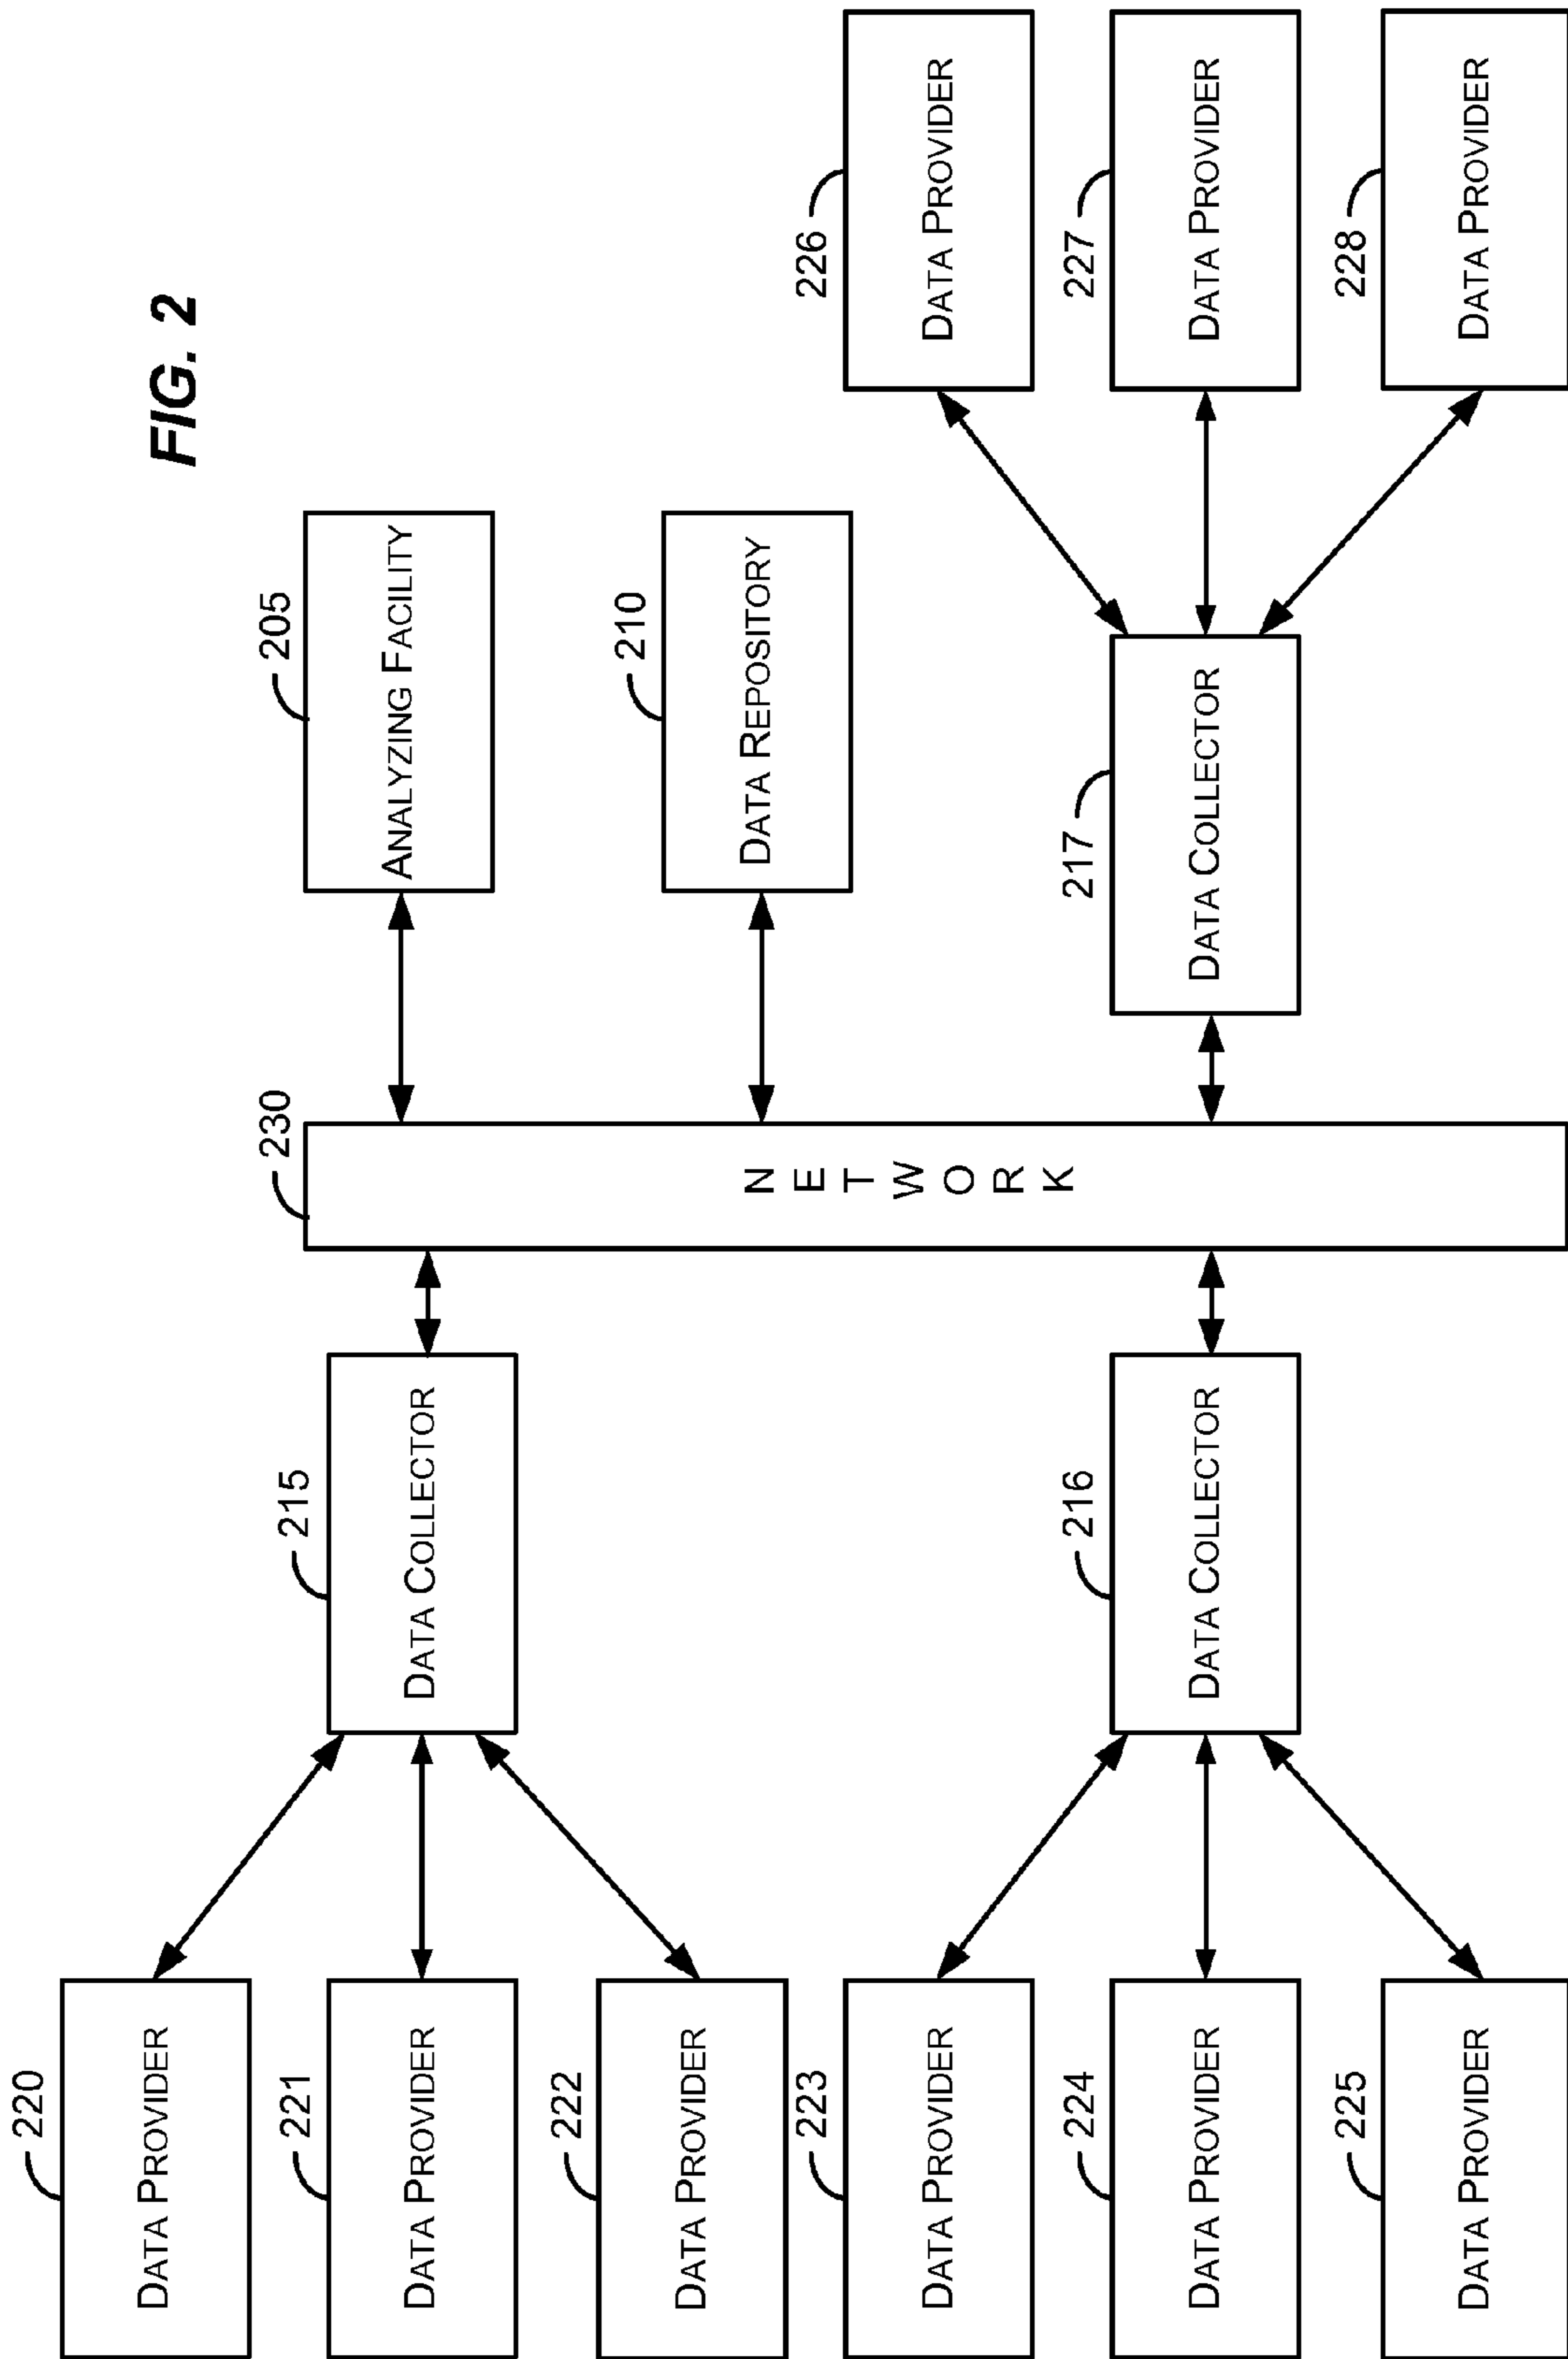 FIG. 2
220
DATA PROVIDER
221
DATA PROVIDER
222
DATA PROVIDER
223
DATA PROVIDER
224
DATA PROVIDER
225
DATA PROVIDER
215
DATA COLLECTOR
216
DATA COLLECTOR
230
NETWORK
205
ANALYZING FACILITY
210
DATA REPOSITORY
217
DATA COLLECTOR
226
DATA PROVIDER
227
DATA PROVIDER
228
DATA PROVIDER